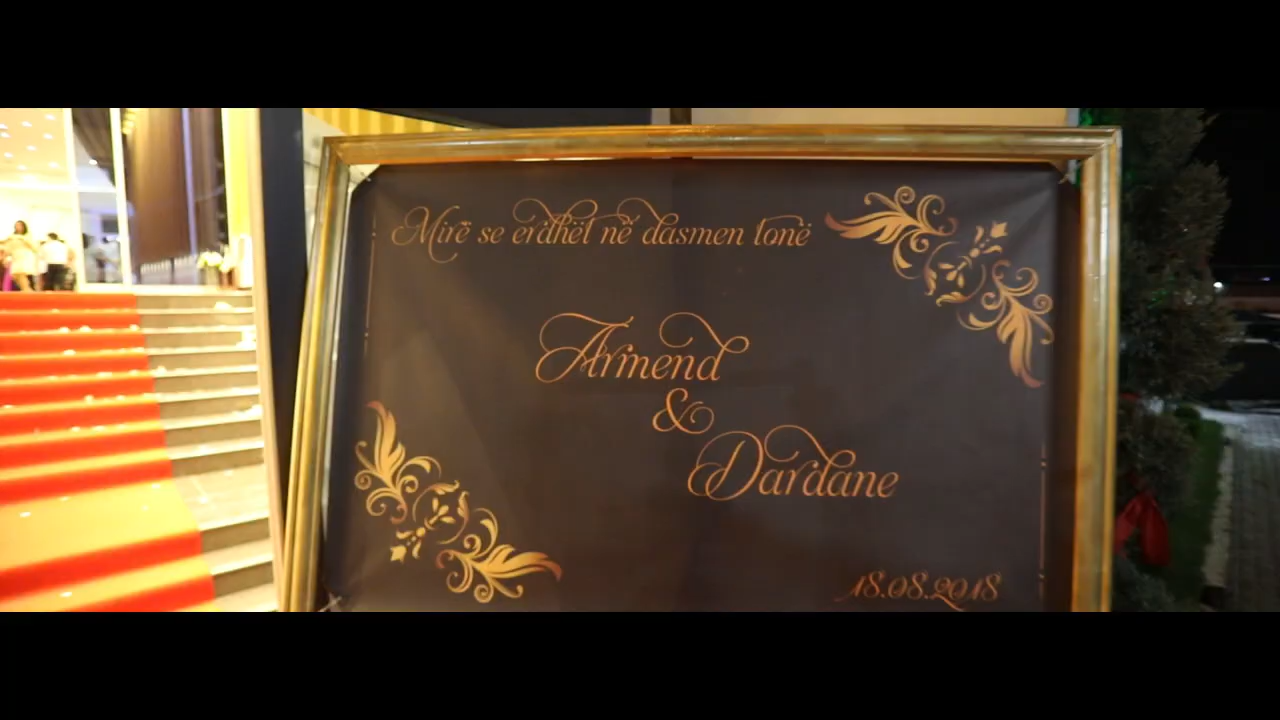 Mirë se erdhët në dasmen tonë
Armend
&
Dardane
18.08.2018